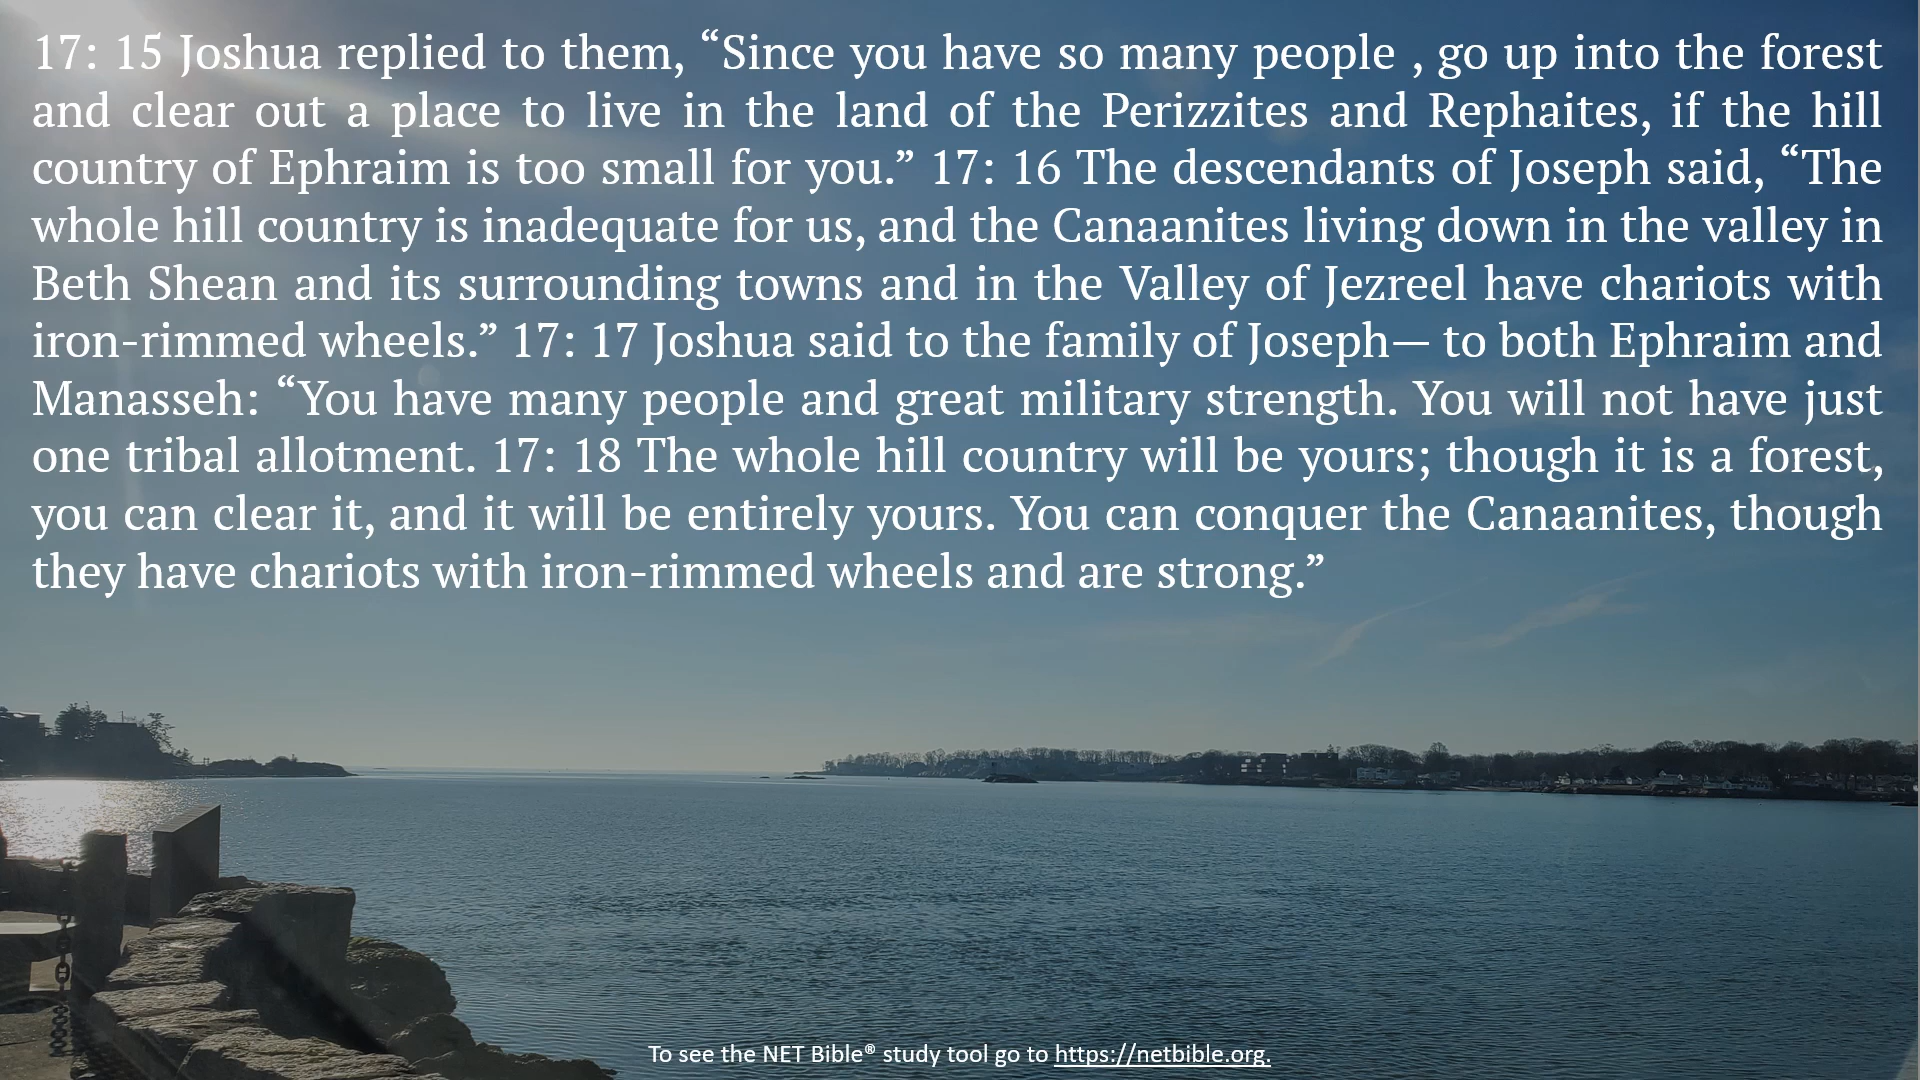 17: 15 Joshua replied to them, “Since you have so many people , go up into the forest
and clear out a place to live in the land of the Perizzites and Rephaites, if the hill
country of Ephraim is too small for you.” 17: 16 The descendants of Joseph said, “The
whole hill country is inadequate for us, and the Canaanites living down in the valley in
Beth Shean and its surrounding towns and in the Valley of Jezreel have chariots with
iron-rimmed wheels.” 17: 17 Joshua said to the family of Joseph— to both Ephraim and
Manasseh: “You have many people and great military strength. You will not have just
one tribal allotment. 17: 18 The whole hill country will be yours; though it is a forest,
you can clear it, and it will be entirely yours. You can conquer the Canaanites, though
they have chariots with iron-rimmed wheels and are strong.”
To see the NET Bible® study tool go to https://netbible.org.